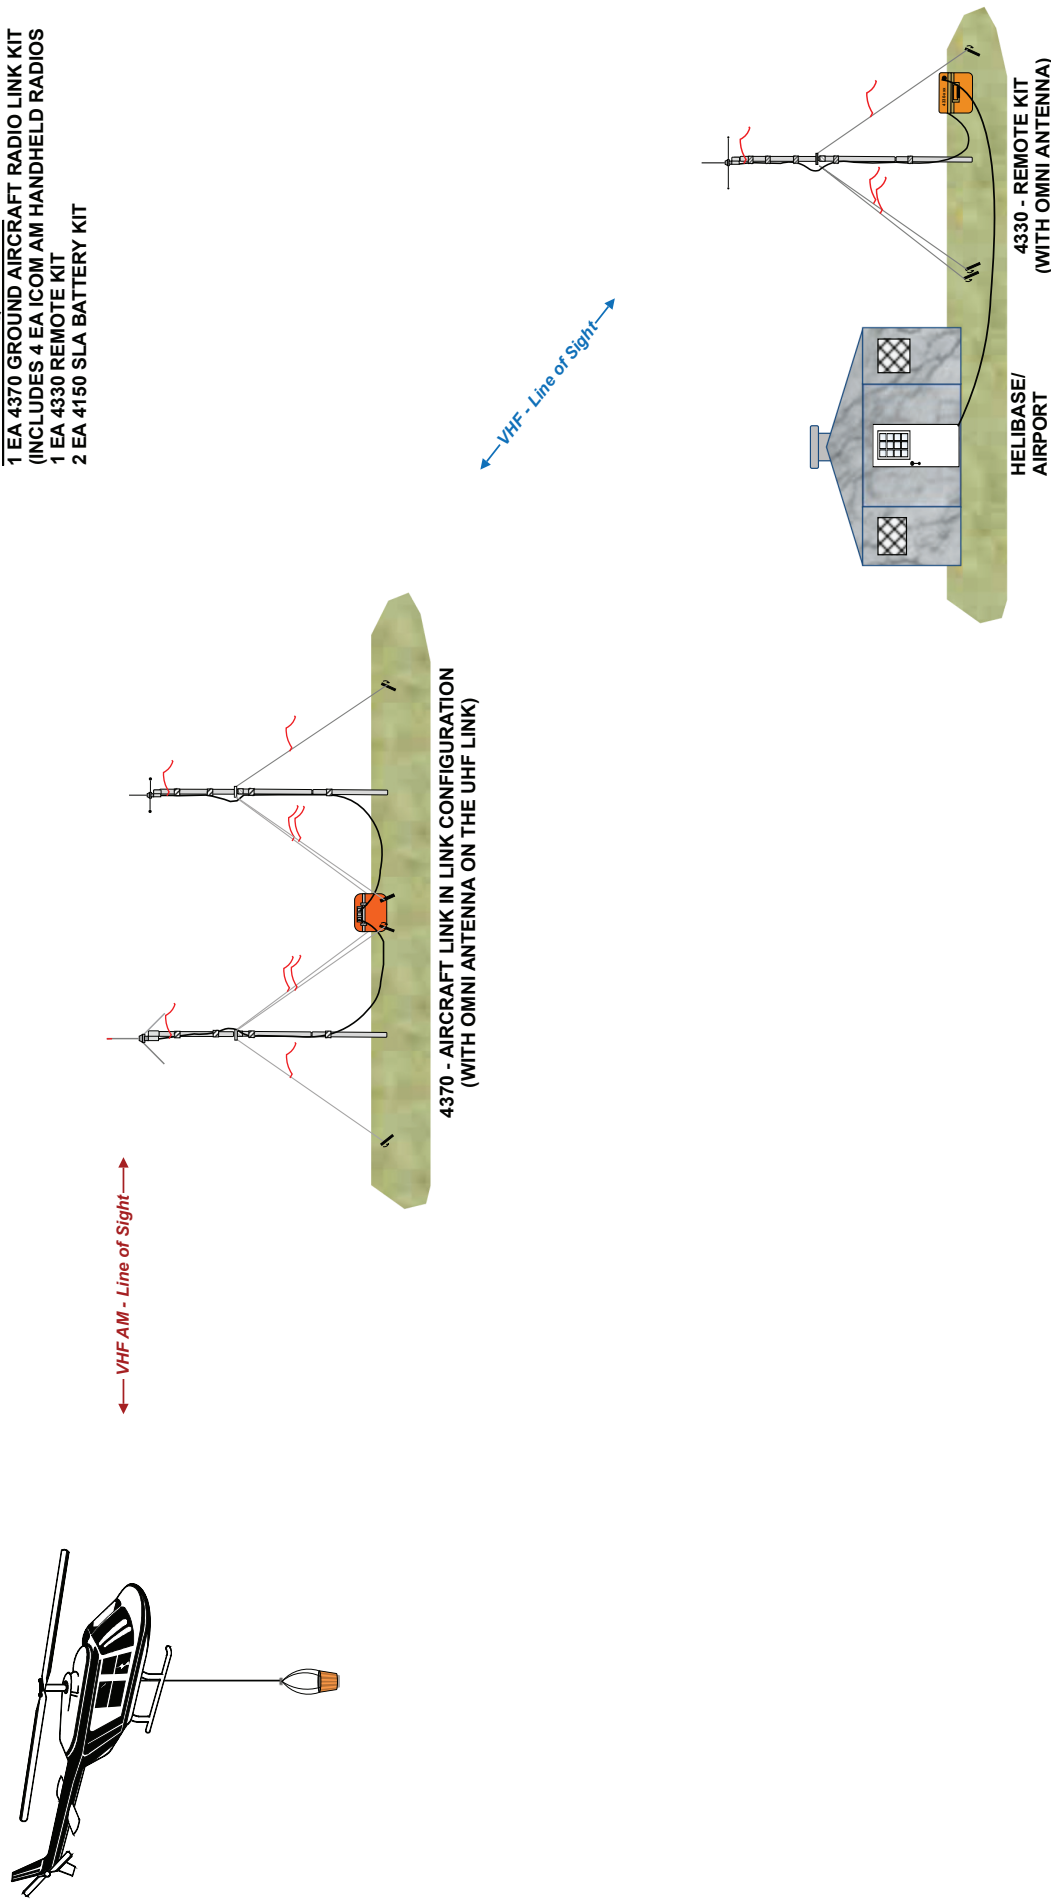 1 EA 4370 GROUND AIRCRAFT RADIO LINK KIT
(INCLUDES 4 EA ICOM AM HANDHELD RADIOS
1 EA 4330 REMOTE KIT
2 EA 4150 SLA BATTERY KIT
VHF AM - Line of Sight
4370 - AIRCRAFT LINK IN LINK CONFIGURATION
(WITH OMNI ANTENNA ON THE UHF LINK)
VHF - Line of Sight
HELIBASE/
AIRPORT
4330 - REMOTE KIT
(WITH OMNI ANTENNA)